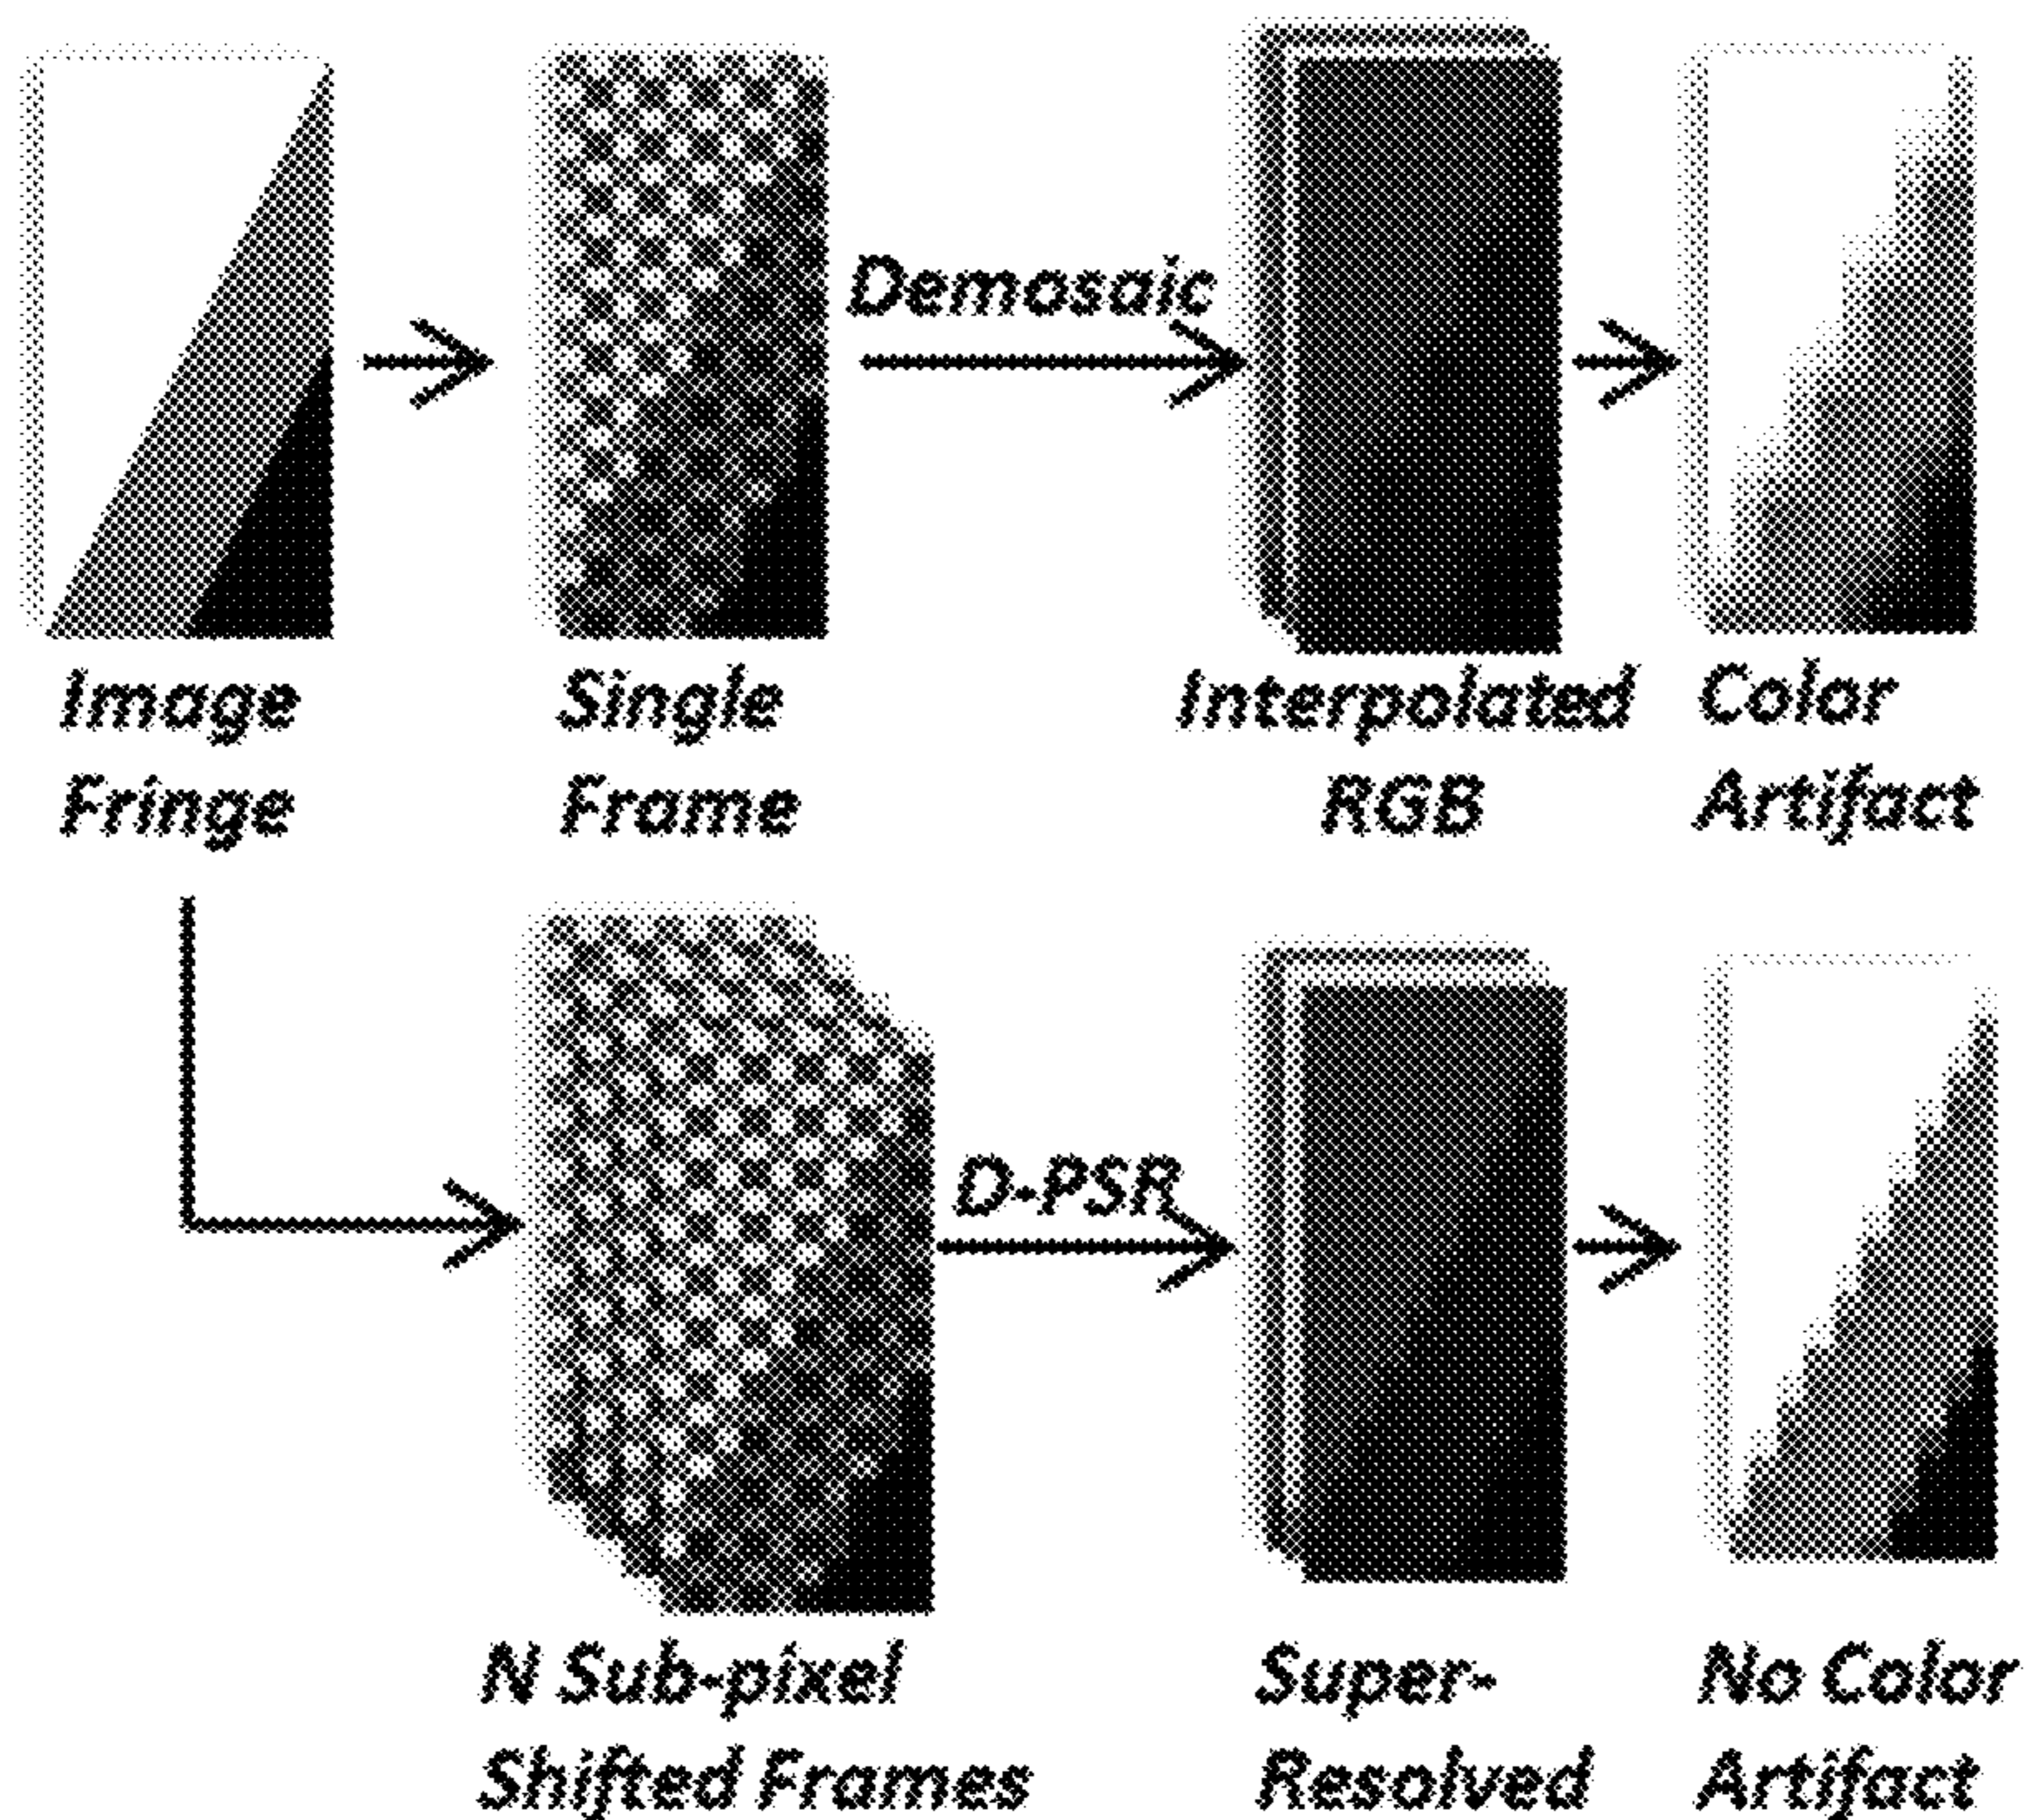 Demosaic
Image
Fringe
Single
Frame
Interpolated
RGB
Color
Artifact
D-PSR
N Sub-pixel
Shifted Frames
Super-
Resolved
No Color
Artifact